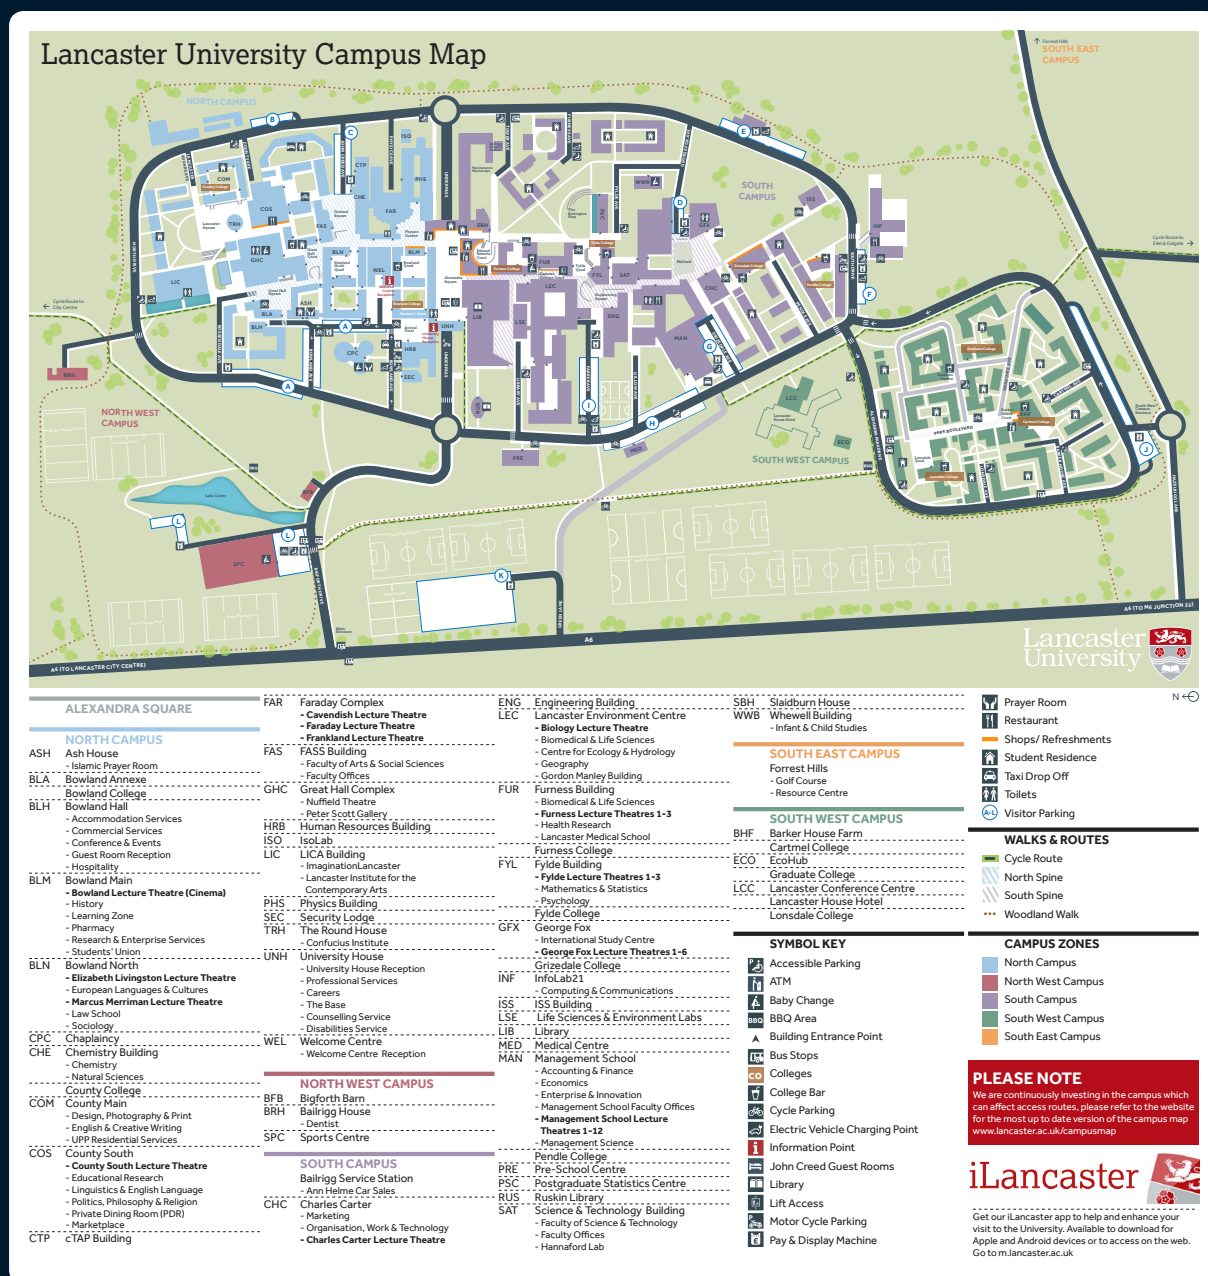 Lancaster University Campus Map
Forrest Hills
SOUTH EAST
CAMPUS
NORTH CAMPUS
SOUTH
CAMPUS
Cycle Route to
Ellel & Galgate
Cycle Route to
City Centre
NORTH WEST
CAMPUS
SOUTH WEST CAMPUS
A6 (TO M6 JUNCTION 33)
A6
A6 (TO LANCASTER CITY CENTRE)
Lancaster
University
N
ALEXANDRA SQUARE
NORTH CAMPUS
ASH Ash House
- Islamic Prayer Room
BLA Bowland Annexe
Bowland College
BLH Bowland Hall
- Accommodation Services
- Commercial Services
- Conference & Events
- Guest Room Reception
- Hospitality
BLM Bowland Main
- Bowland Lecture Theatre (Cinema)
- History
- Learning Zone
- Pharmacy
- Research & Enterprise Services
- Students' Union
BLN Bowland North
- Elizabeth Livingston Lecture Theatre
- European Languages & Cultures
- Marcus Merriman Lecture Theatre
- Law School
- Sociology
CPC Chaplaincy
CHE Chemistry Building
- Chemistry
- Natural Sciences
County College
COM County Main
- Design, Photography & Print
- English & Creative Writing
- UPP Residential Services
COS County South
- County South Lecture Theatre
- Educational Research
- Linguistics & English Language
- Politics, Philosophy & Religion
- Private Dining Room (PDR)
- Marketplace
CTP cTAP Building
FAR Faraday Complex
- Cavendish Lecture Theatre
- Faraday Lecture Theatre
- Frankland Lecture Theatre
FAS FASS Building
- Faculty of Arts & Social Sciences
- Faculty Offices
GHC Great Hall Complex
- Nuffield Theatre
- Peter Scott Gallery
HRB Human Resources Building
ISO IsoLab
LIC LICA Building
- ImaginationLancaster
- Lancaster Institute for the
Contemporary Arts
PHS Physics Building
SEC Security Lodge
TRH The Round House
- Confucius Institute
UNH University House
- University House Reception
- Professional Services
- Careers
- The Base
- Counselling Service
- Disabilities Service
WEL Welcome Centre
- Welcome Centre Reception
NORTH WEST CAMPUS
BFB Bigforth Barn
BRH Bailrigg House
- Dentist
SPC Sports Centre
SOUTH CAMPUS
Bailrigg Service Station
- Ann Helme Car Sales
CHC Charles Carter
- Marketing
- Organisation, Work & Technology
- Charles Carter Lecture Theatre
ENG Engineering Building
LEC Lancaster Environment Centre
- Biology Lecture Theatre
- Biomedical & Life Sciences
- Centre for Ecology & Hydrology
- Geography
- Gordon Manley Building
FUR Furness Building
- Biomedical & Life Sciences
- Furness Lecture Theatres 1-3
- Health Research
- Lancaster Medical School
Furness College
FYL Fylde Building
- Fylde Lecture Theatres 1-3
- Mathematics & Statistics
- Psychology
Fylde College
GFX George Fox
- International Study Centre
- George Fox Lecture Theatres 1-6
Grizedale College
INF InfoLab21
- Computing & Communications
ISS ISS Building
LSE Life Sciences & Environment Labs
LIB Library
MED Medical Centre
MAN Management School
- Accounting & Finance
- Economics
- Enterprise & Innovation
- Management School Faculty Offices
- Management School Lecture
Theatres 1-12
- Management Science
Pendle College
PRE Pre-School Centre
PSC Postgraduate Statistics Centre
RUS Ruskin Library
SAT Science & Technology Building
- Faculty of Science & Technology
- Faculty Offices
- Hannaford Lab
SBH Slaidburn House
WWB Whewell Building
- Infant & Child Studies
SOUTH EAST CAMPUS
Forrest Hills
- Golf Course
- Resource Centre
SOUTH WEST CAMPUS
BHF Barker House Farm
Cartmel College
ECO EcoHub
Graduate College
LCC Lancaster Conference Centre
Lancaster House Hotel
Lonsdale College
SYMBOL KEY
Accessible Parking
ATM
Baby Change
BBQ BBQ Area
Building Entrance Point
Bus Stops
CO Colleges
College Bar
Cycle Parking
Electric Vehicle Charging Point
i Information Point
John Creed Guest Rooms
Library
Lift Access
Motor Cycle Parking
Pay & Display Machine
Prayer Room
Restaurant
Shops/ Refreshments
Student Residence
Taxi Drop Off
Toilets
A-L Visitor Parking
WALKS & ROUTES
Cycle Route
North Spine
South Spine
Woodland Walk
CAMPUS ZONES
North Campus
North West Campus
South Campus
South West Campus
South East Campus
PLEASE NOTE
We are continuously investing in the campus which
can affect access routes, please refer to the website
for the most up to date version of the campus map
www.lancaster.ac.uk/campusmap
iLancaster
Get our iLancaster app to help and enhance your
visit to the University. Available to download for
Apple and Android devices or to access on the web.
Go to m.lancaster.ac.uk